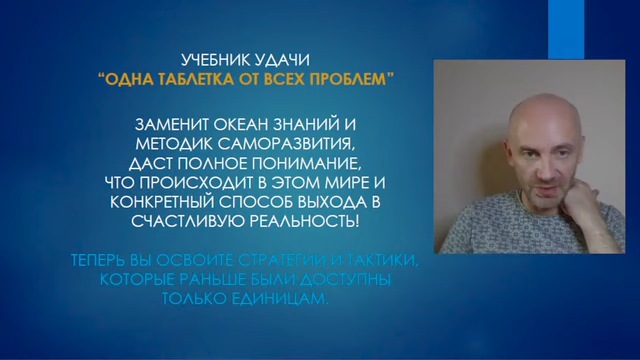 УЧЕБНИК УДАЧИ
“ОДНА ТАБЛЕТКА ОТ ВСЕХ ПРОБЛЕМ”
ЗАМЕНИТ ОКЕАН ЗНАНИЙ И
МЕТОДИК САМОРАЗВИТИЯ,
ДАСТ ПОЛНОЕ ПОНИМАНИЕ,
ЧТО ПРОИСХОДИТ В ЭТОМ МИРЕ И
КОНКРЕТНЫЙ СПОСОБ ВЫХОДА В
СЧАСТЛИВУЮ РЕАЛЬНОСТЬ!
ТЕПЕРЬ ВЫ ОСВОИТЕ СТРАТЕГИИ И ТАКТИКИ,
КОТОРЫЕ РАНЬШЕ БЫЛИ ДОСТУПНЫ
ТОЛЬКО ЕДИНИЦАМ.